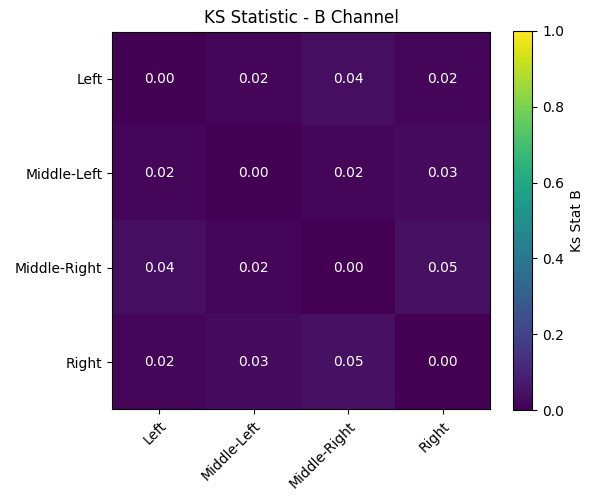 KS Statistic - B Channel
Left 0.00 0.02 0.04 0.02
Middle-Left 0.02 0.00 0.02 0.03
Middle-Right 0.04 0.02 0.00 0.05
Right 0.02 0.03 0.05 0.00
Left Middle-Left Middle-Right Right
1.0
0.8
0.6
0.4
0.2
0.0
Ks Stat B